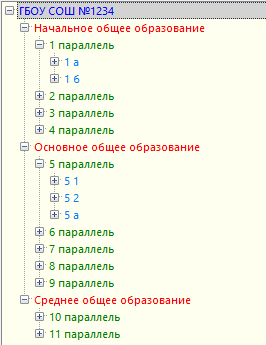 ГБОУ СОШ №1234
Начальное общее образование
1 параллель
1 а
1 б
2 параллель
3 параллель
4 параллель
Основное общее образование
5 параллель
5 1
5 2
5 а
6 параллель
7 параллель
8 параллель
9 параллель
Среднее общее образование
10 параллель
11 параллель